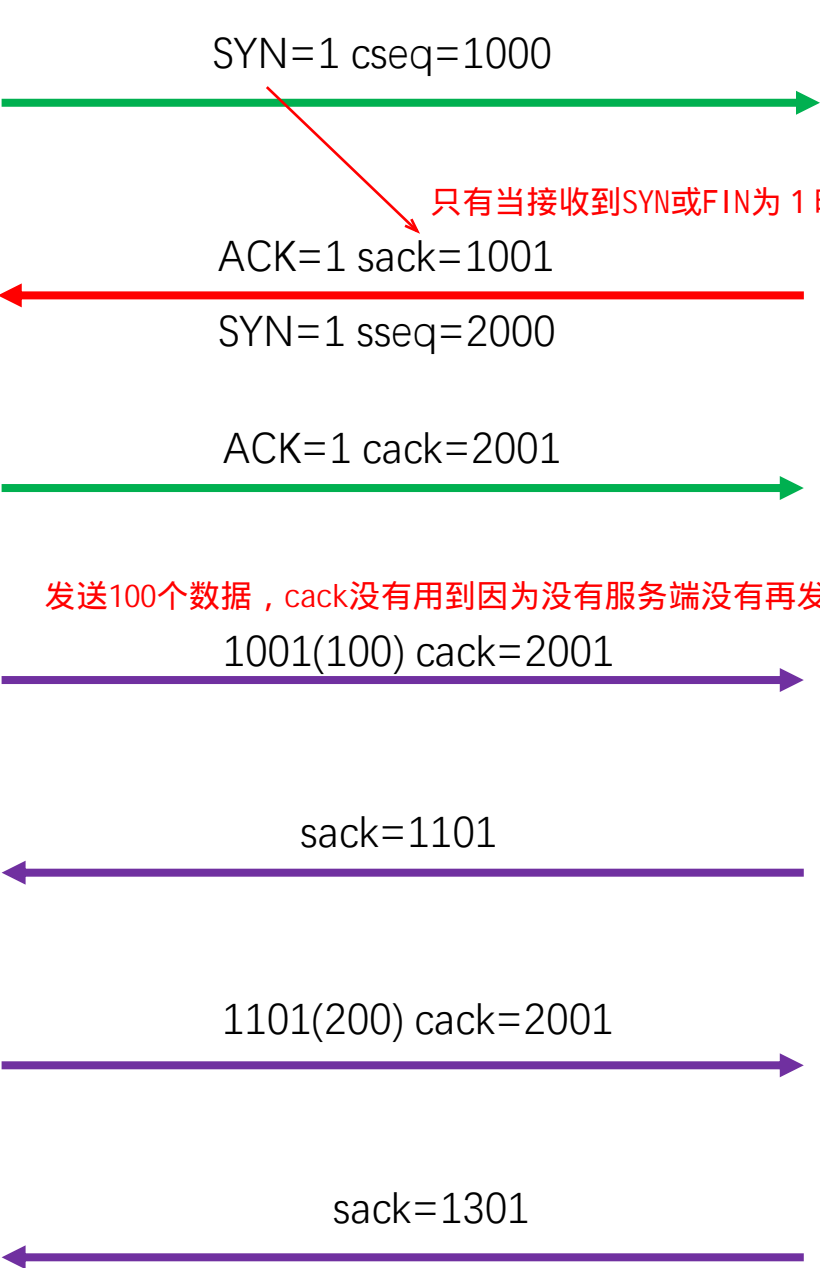 SYN=1 cseq=1000
只有当接收到SYN或FIN为1
ACK=1 sack=1001
SYN=1 sseq=2000
ACK=1 cack=2001
发送100个数据，cack没有用到因为没有服务端没有再发
1001(100) cack=2001
sack=1101
1101(200) cack=2001
sack=1301